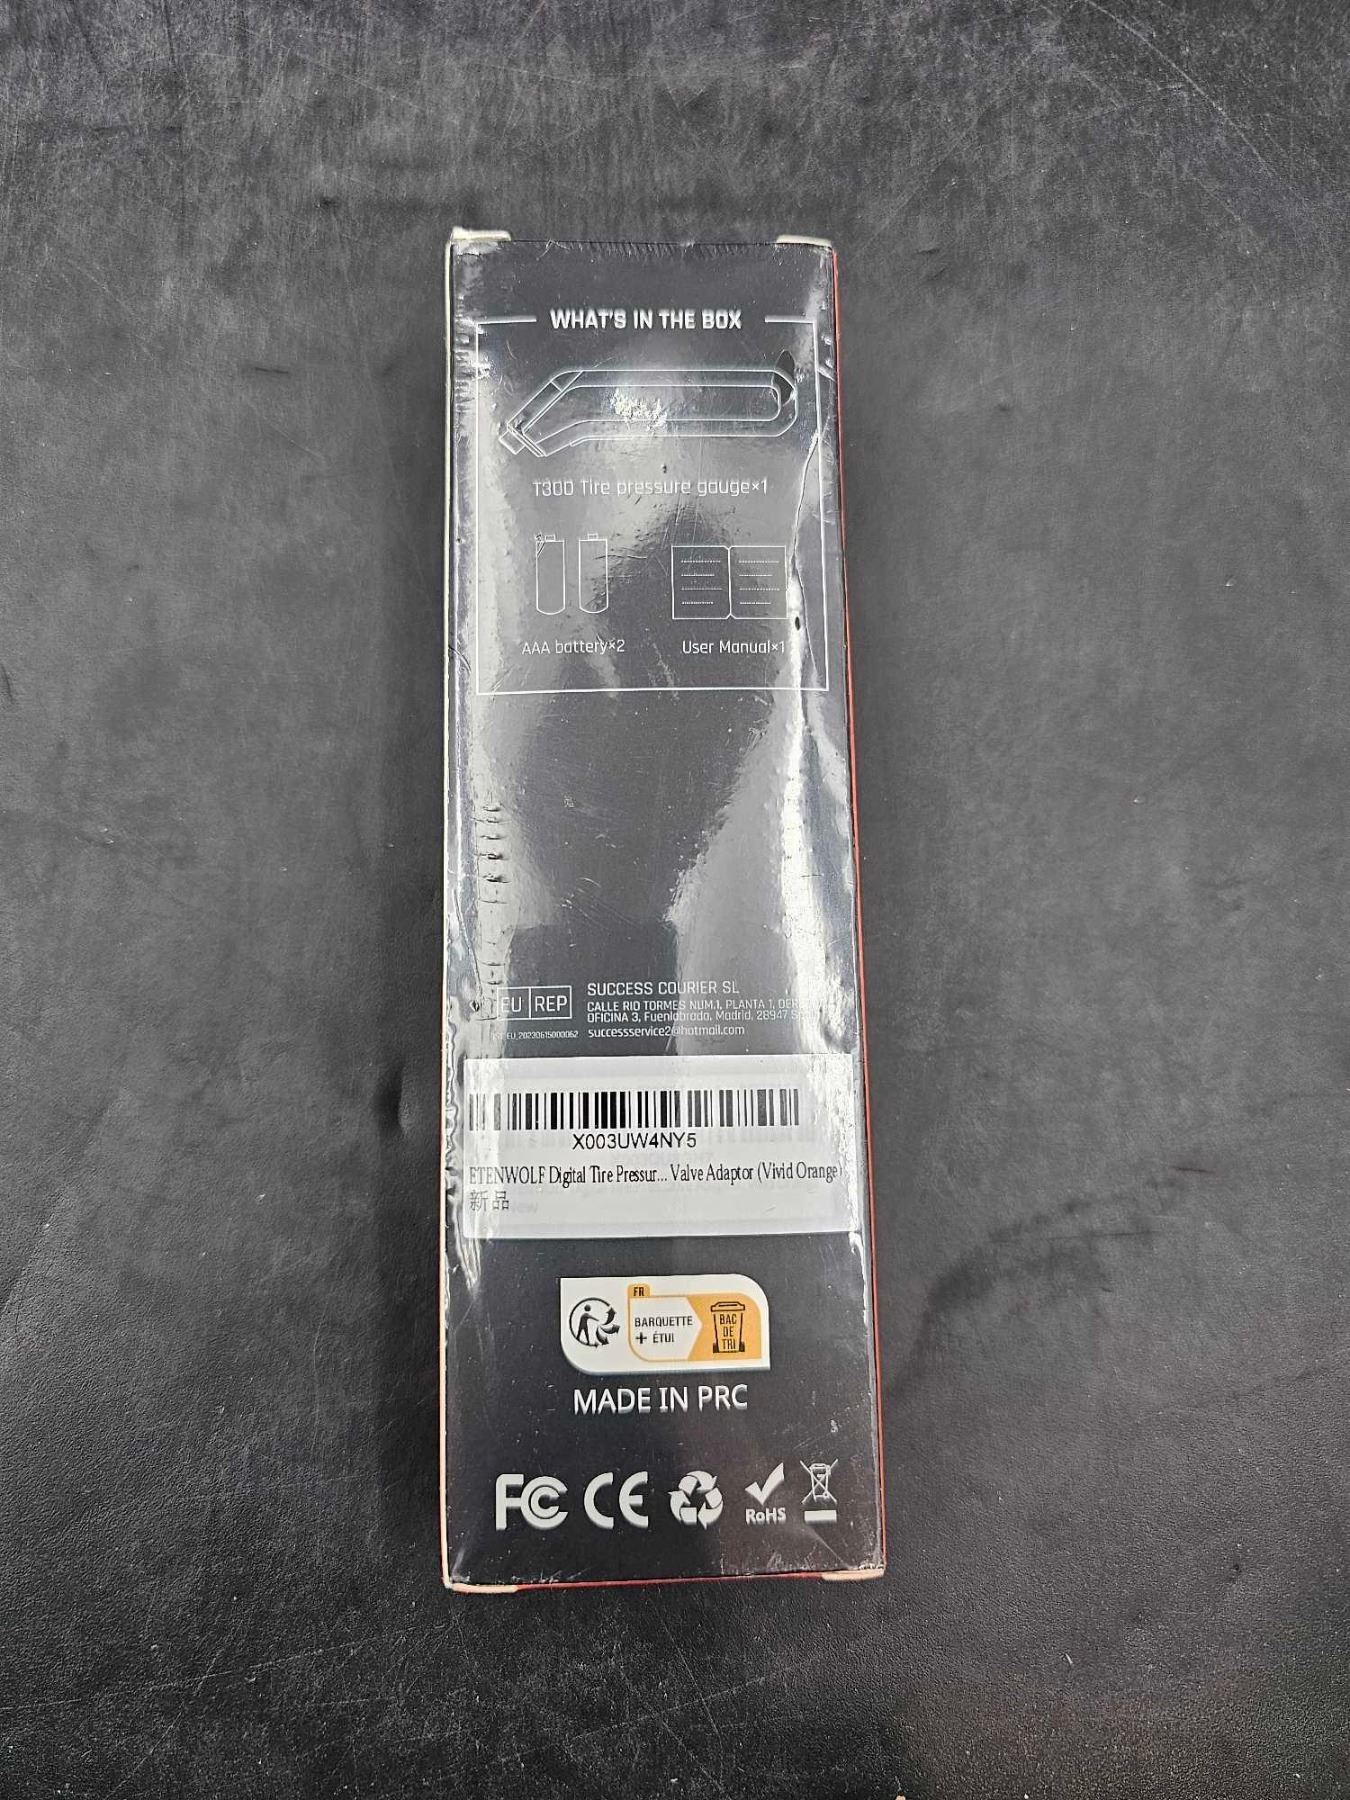 WHAT'S IN THE BOX
T300 Tire pressure gauge×1
AAA battery×2
User Manual×1
EU REP
SUCCESS COURIER SL
CALLE RIO TORMES NUM.1, PLANTA 1,
OFICINA 3, Fuenlabrada, Madrid, 28947
successservice2@hotmail.com
X003UW4NY5
ETENWOLF Digital Tire Pressur... Valve Adaptor (Vivid Orange)
新品
FR
BARQUETTE
+ ÉTUI
BAC
DE
TRI
MADE IN PRC
FC CE
RoHS